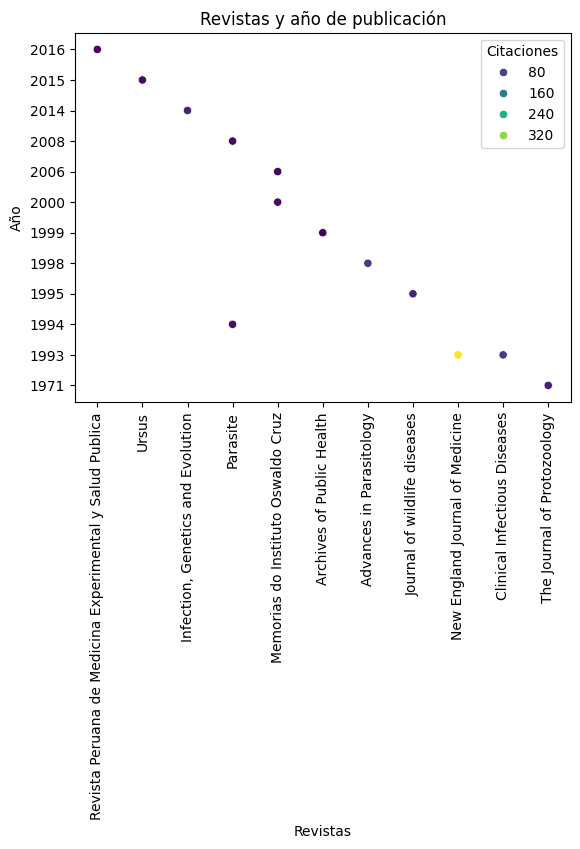 Revistas y año de publicación
Citaciones
80
160
240
320
Año
2016
2015
2014
2008
2006
2000
1999
1998
1995
1994
1993
1971
Revista Peruana de Medicina Experimental y Salud Publica
Ursus
Infection, Genetics and Evolution
Parasite
Memorias do Instituto Oswaldo Cruz
Archives of Public Health
Advances in Parasitology
Journal of wildlife diseases
New England Journal of Medicine
Clinical Infectious Diseases
The Journal of Protozoology
Revistas